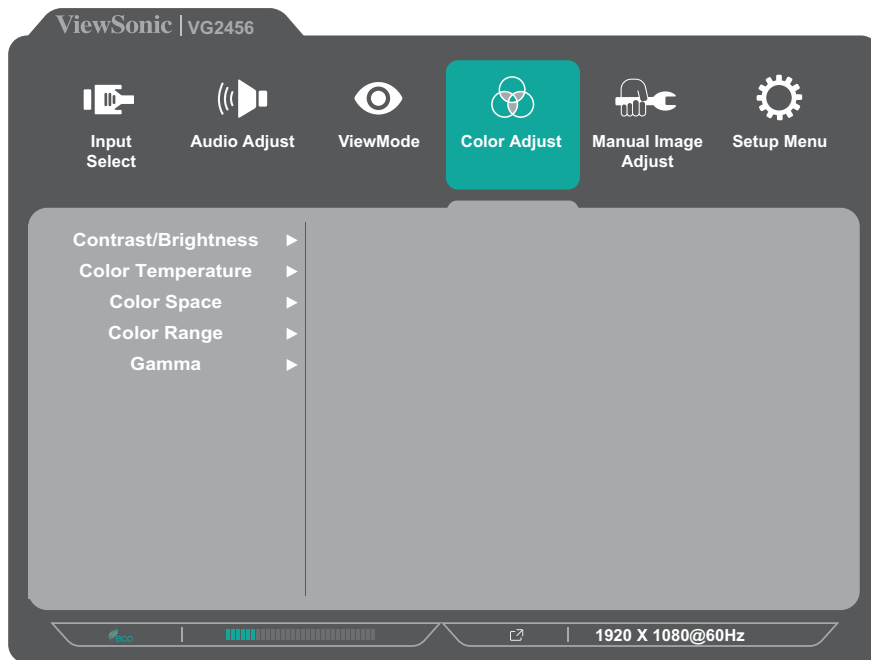 ViewSonic | VG2456
Input
Select
Audio Adjust
ViewMode
Color Adjust
Manual Image
Adjust
Setup Menu
Contrast/Brightness
Color Temperature
Color Space
Color Range
Gamma
eco
1920 X 1080@60Hz